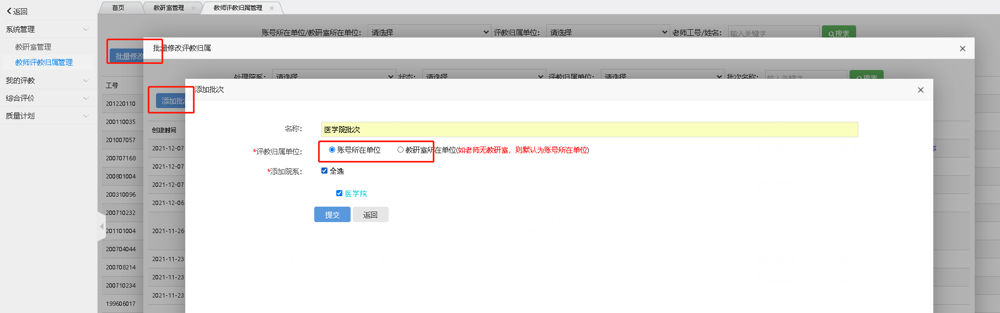 返回
首页
教研室管理
教师评教归属管理
系统管理
教研室管理
教师评教归属管理
我的评教
综合评价
质量计划
账号所在单位/教研室所在单位:
请选择
评教归属单位:
请选择
老师工号/姓名:
输入关键字
搜索
批量修改
批量修改评教归属
处理院系:
请选择
状态:
请选择
评教归属单位:
请选择
批次名称:
输入关键字
搜索
工号
201220110
200110035
201007057
200707168
200801004
200310096
200710232
201101004
200704044
200708214
200710234
199606017
添加批
添加批次
创建时间
2021-12-07
2021-12-07
2021-12-07
2021-12-06
2021-11-26
2021-11-23
2021-11-23
2021-11-23
名称:
医学院批次
*评教归属单位:
账号所在单位
教研室所在单位(如老师无教研室，则默认为账号所在单位)
*添加院系:
全选
医学院
提交
返回